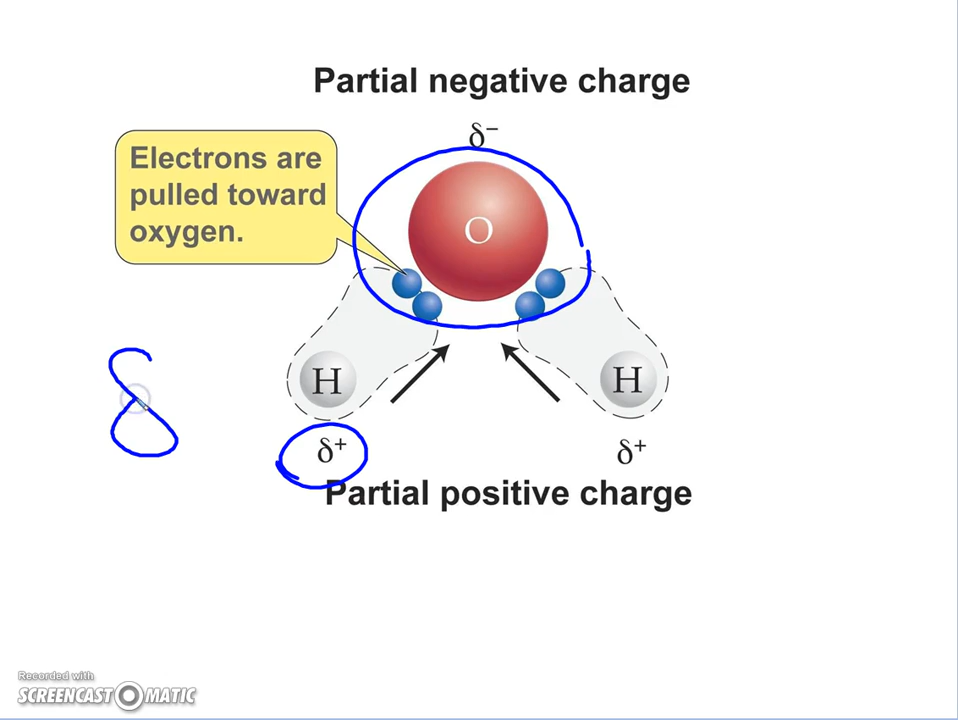 Partial negative charge
δ−
Electrons are
pulled toward
oxygen.
O
H
H
δ
δ+
δ+
Partial positive charge
Recorded with
SCREENCAST-O-MATIC